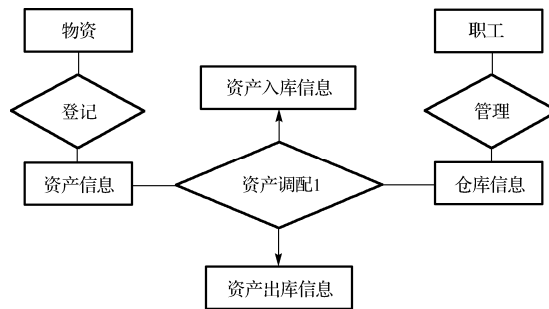 物资
职工
资产入库信息
登记
管理
资产信息
资产调配1
仓库信息
资产出库信息